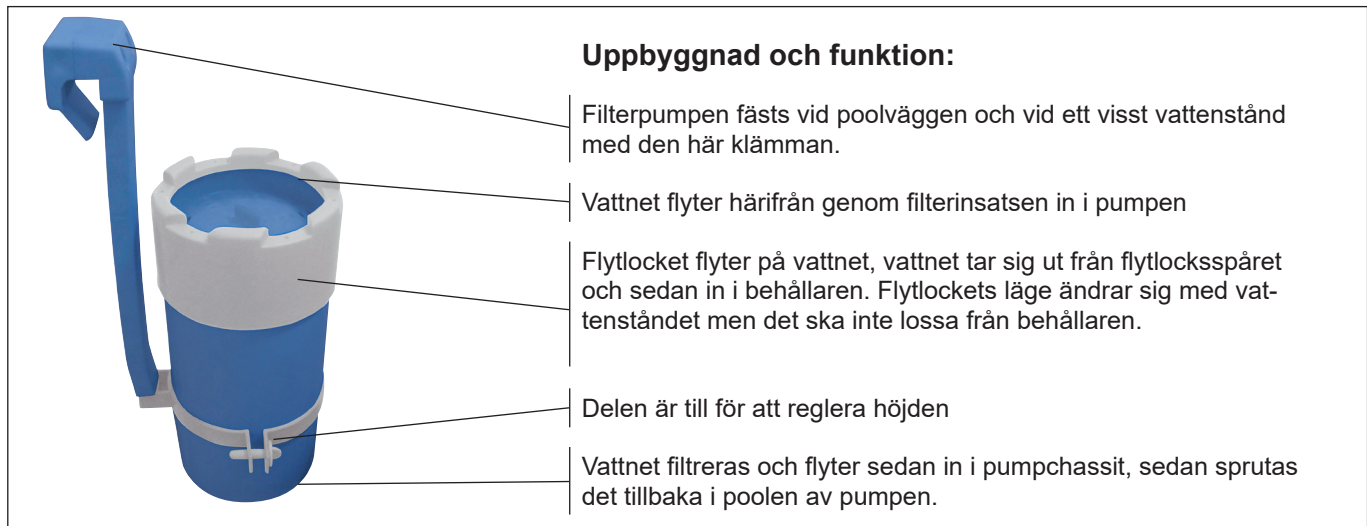 Uppbyggnad och funktion:
Filterpumpen fästs vid poolväggen och vid ett visst vattenstånd
med den här klämman.
Vattnet flyter härifrån genom filterinsatsen in i pumpen
Flytlocket flyter på vattnet, vattnet tar sig ut från flytlocksspåret
och sedan in i behållaren. Flytlockets läge ändrar sig med vat-
tenståndet men det ska inte lossa från behållaren.
Delen är till för att reglera höjden
Vattnet filtreras och flyter sedan in i pumpchassit, sedan sprutas
det tillbaka i poolen av pumpen.